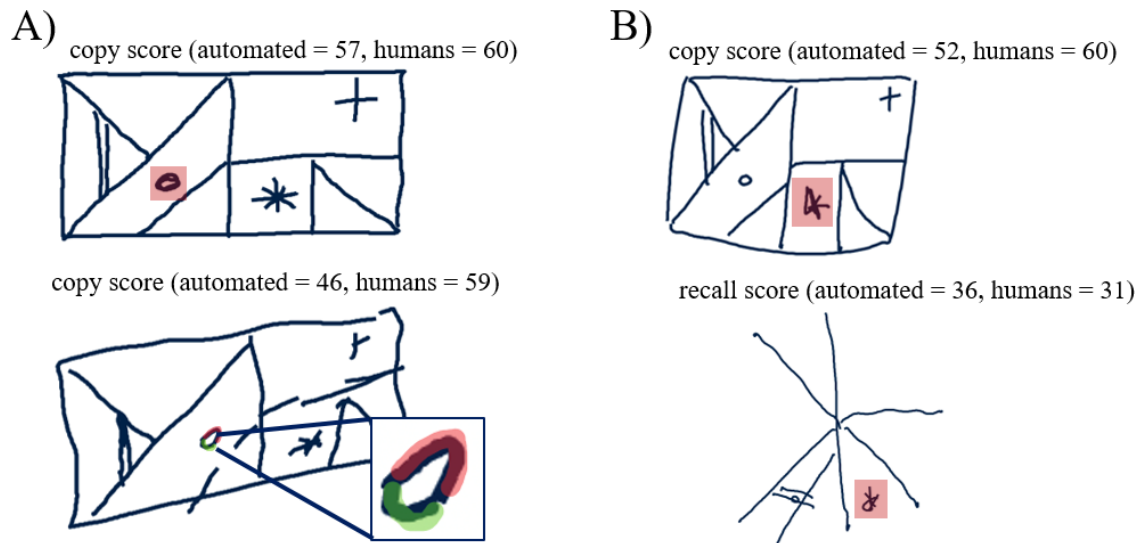 A)
copy score (automated = 57, humans = 60)
copy score (automated = 46, humans = 59)
B)
copy score (automated = 52, humans = 60)
recall score (automated = 36, humans = 31)